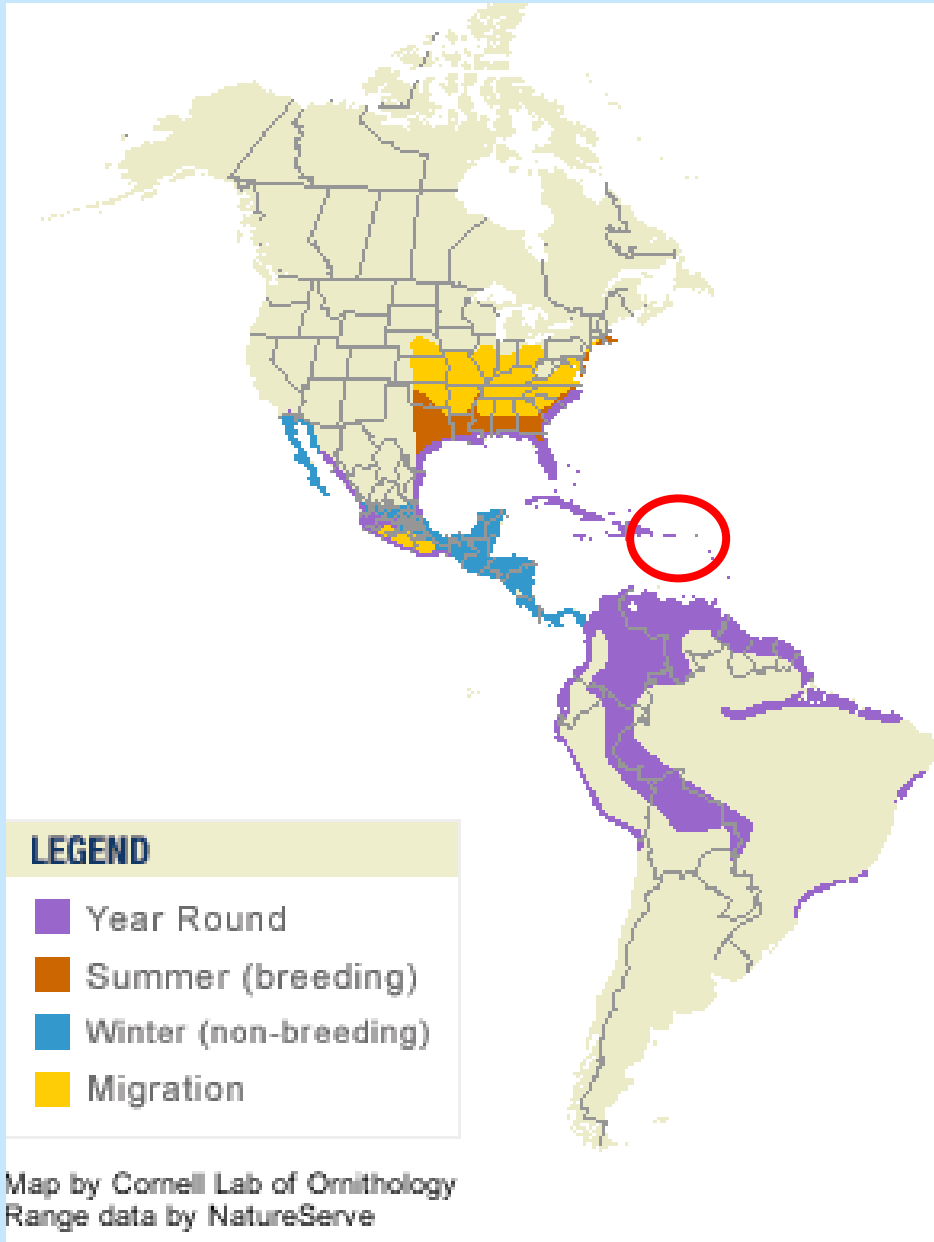 LEGEND
Year Round
Summer (breeding)
Winter (non-breeding)
Migration
Map by Cornell Lab of Ornithology
Range data by NatureServe